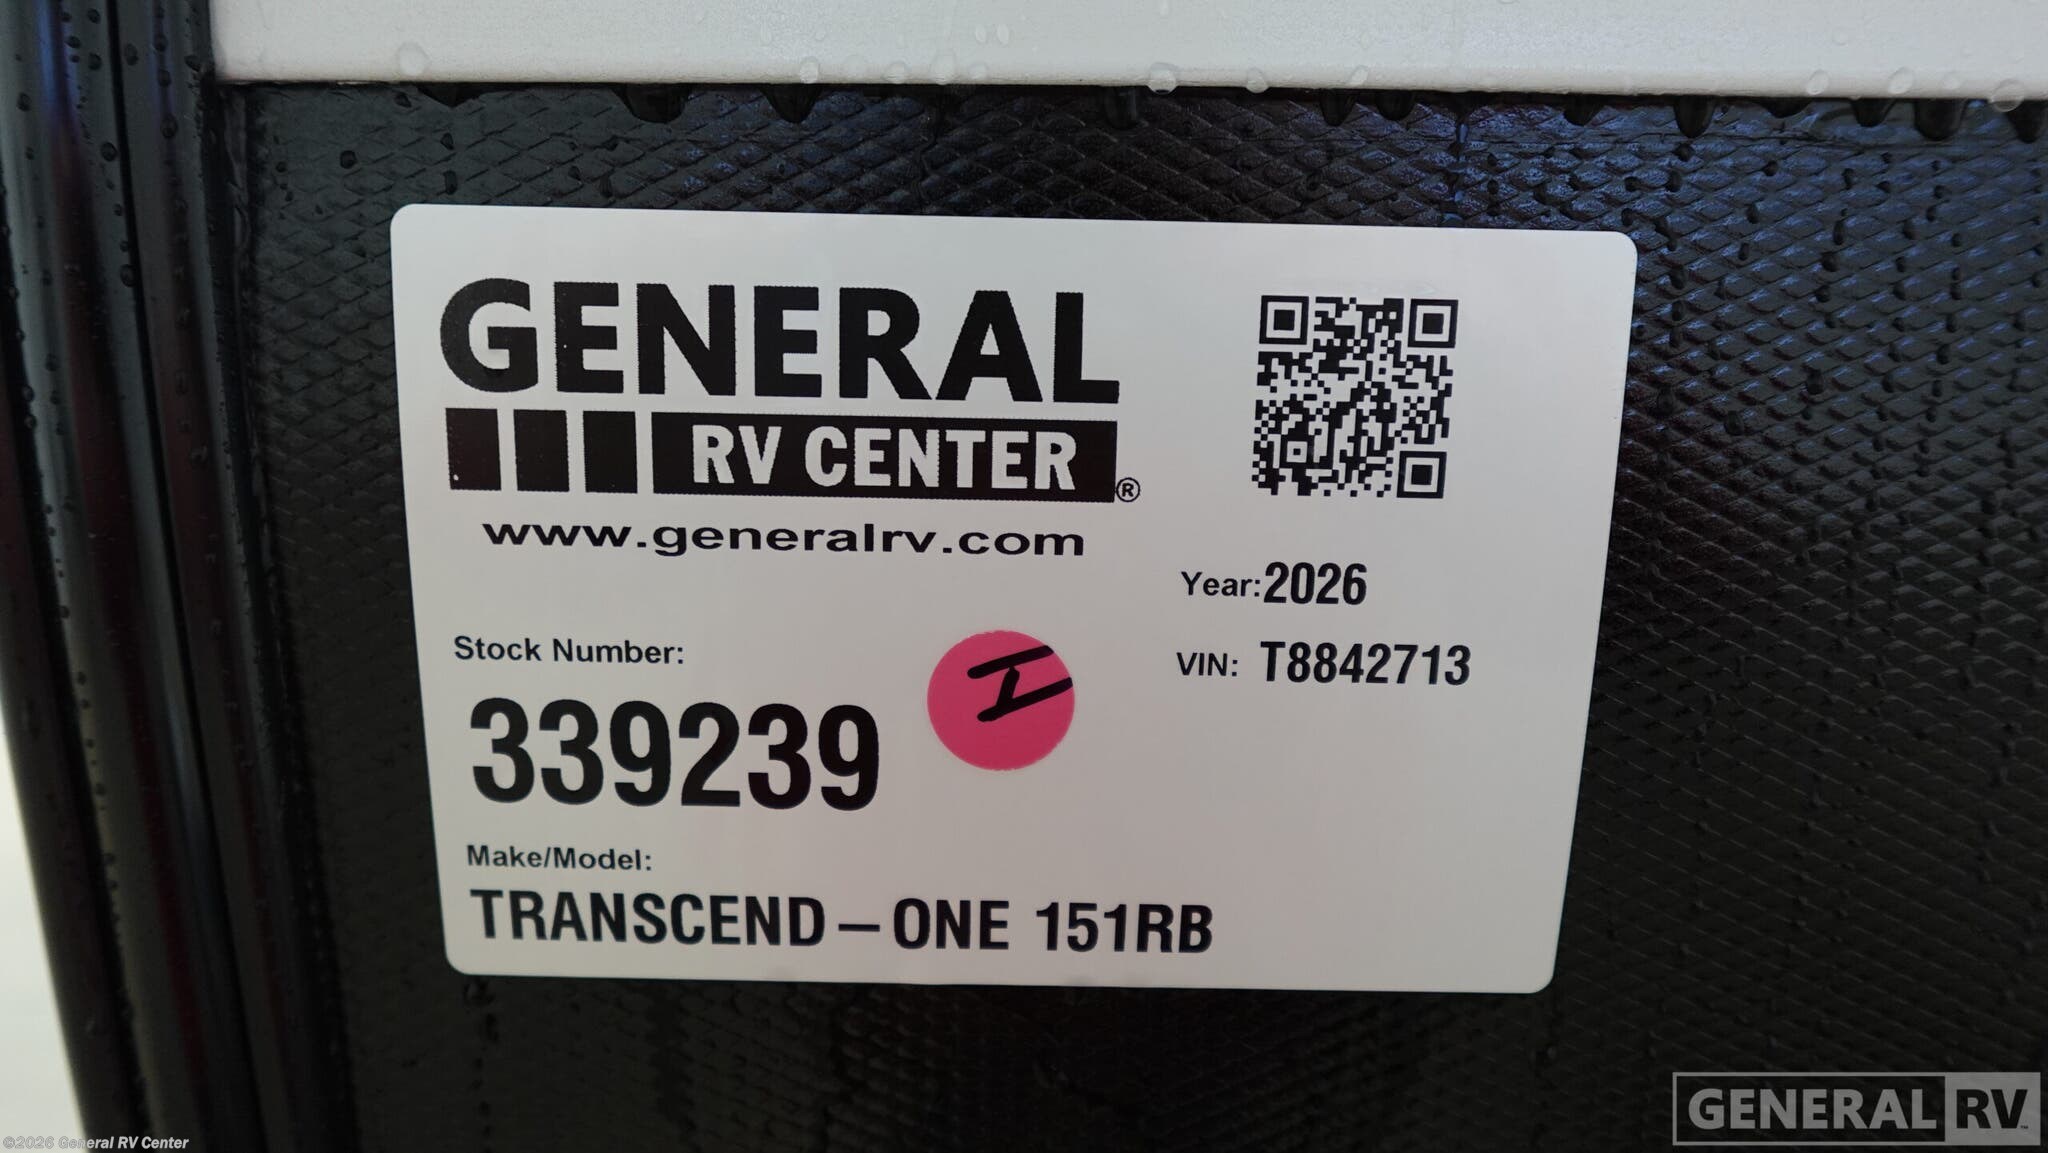 GENERAL
RV CENTER®
www.generalrv.com
Year: 2026
Stock Number:
VIN: T8842713
339239
I
Make/Model:
TRANSCEND-ONE 151RB
©2026 General RV Center
GENERAL RV™